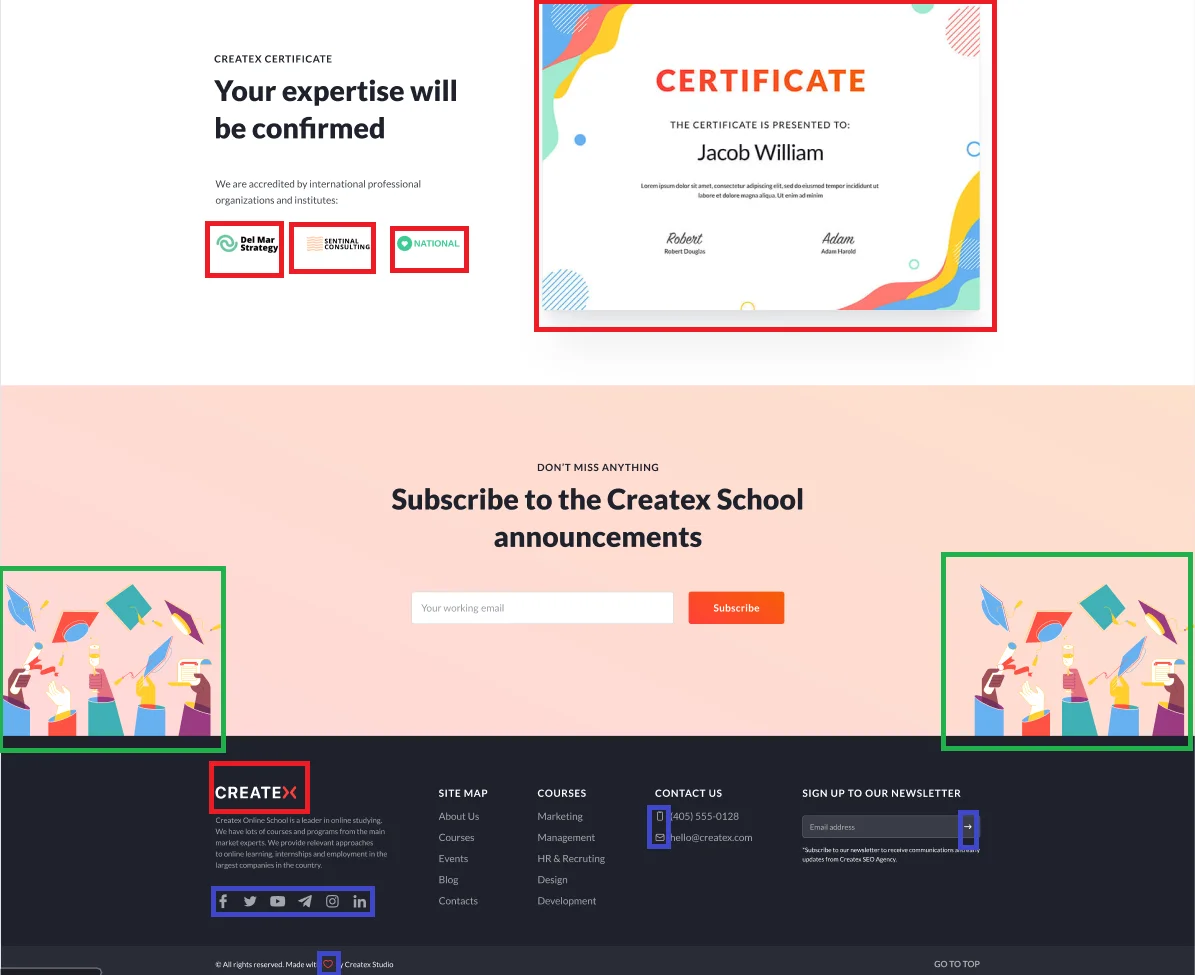 CREATEX CERTIFICATE
Your expertise will
be confirmed
We are accredited by international professional
organizations and institutes:
Del Mar
Strategy
SENTINAL
CONSULTING
NATIONAL
CERTIFICATE
THE CERTIFICATE IS PRESENTED TO:
Jacob William
Lorem ipsum dolor sit amet, consectetur adipiscing elit, sed do eiusmod tempor incididunt ut
labore et dolore magna aliqua. Ut enim ad minim
Robert
Robert Douglas
Adam
Adam Harold
DON'T MISS ANYTHING
Subscribe to the Createx School
announcements
Your working email
Subscribe
CREATEX
Createx Online School is a leader in online studying.
We have lots of courses and programs from the main
market experts. We provide relevant approaches
to online learning, internships and employment in the
largest companies in the country.
SITE MAP
About Us
Courses
Events
Blog
Contacts
COURSES
Marketing
Management
HR & Recruting
Design
Development
CONTACT US
(405) 555-0128
hello@createx.com
SIGN UP TO OUR NEWSLETTER
Email address
*Subscribe to our newsletter to receive communications and early
updates from Createx SEO Agency.
© All rights reserved. Made with by Createx Studio
GO TO TOP